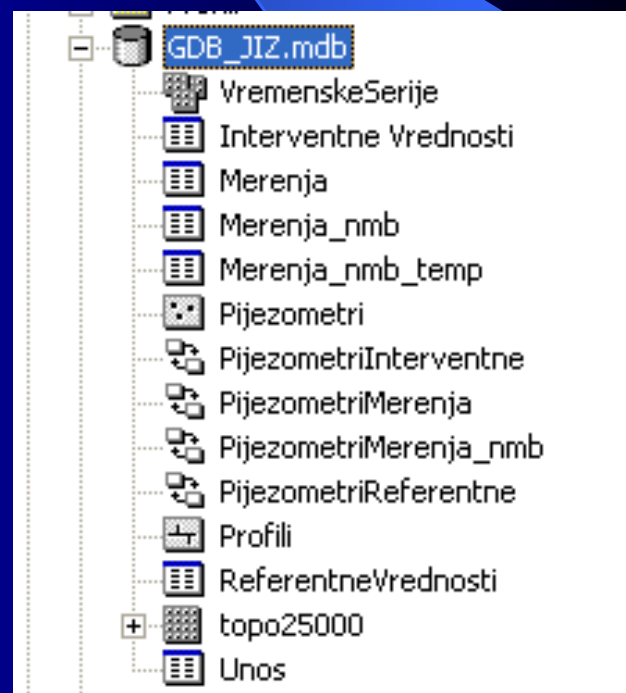 GDB_JIZ.mdb
VremenskeSerije
Interventne Vrednosti
Merenja
Merenja_nmb
Merenja_nmb_temp
Pijezometri
PijezometriInterventne
PijezometriMerenja
PijezometriMerenja_nmb
PijezometriReferentne
Profili
ReferentneVrednosti
topo25000
Unos